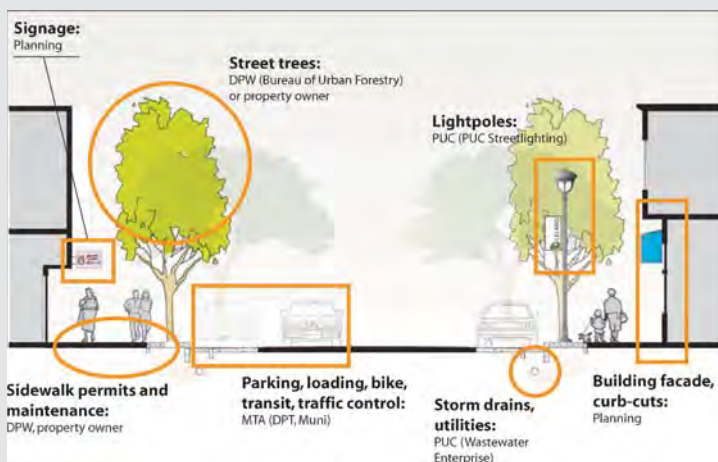 Signage:
Planning
Street trees:
DPW (Bureau of Urban Forestry)
or property owner
Lightpoles:
PUC (PUC Streetlighting)
Sidewalk permits and
maintenance:
DPW, property owner
Parking, loading, bike,
transit, traffic control:
MTA (DPT, Muni)
Storm drains,
utilities:
PUC (Wastewater
Enterprise)
Building facade,
curb-cuts:
Planning